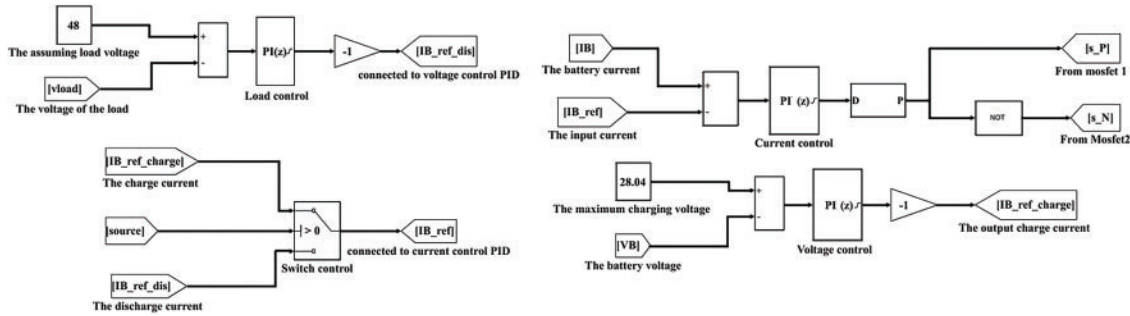 48
The assuming load voltage
[vload]
The voltage of the load
+
-
PI(z)
Load control
-1
[IB_ref_dis]
connected to voltage control PID
[IB_ref_charge]
The charge current
[source]
[IB_ref_dis]
The discharge current
> 0
Switch control
[IB_ref]
connected to current control PID
[IB]
The battery current
[IB_ref]
The input current
+
-
PI (z)
Current control
D P
[s_P]
From mosfet 1
NOT
[s_N]
From Mosfet2
28.04
The maximum charging voltage
[VB]
The battery voltage
+
-
PI (z)
Voltage control
-1
[IB_ref_charge]
The output charge current